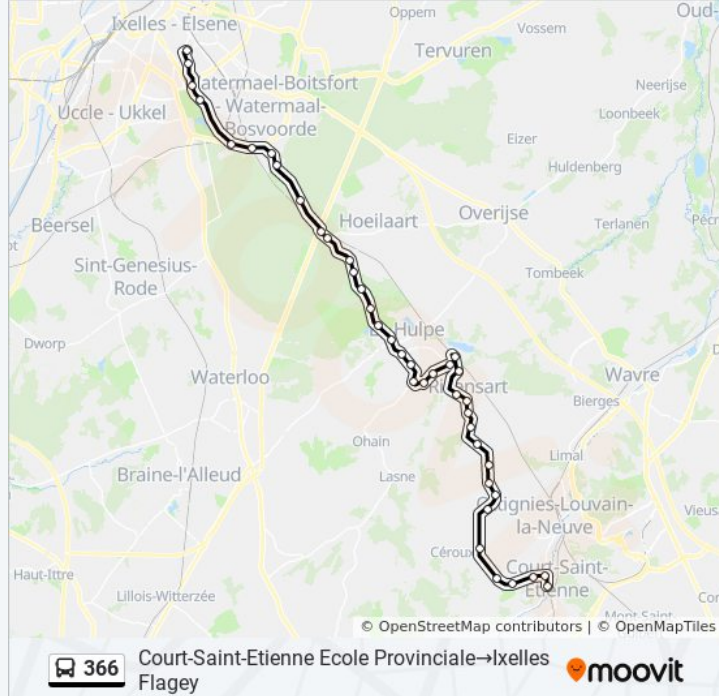 Oppem
Oud-
Ixelles - Elsene
Vossem
Tervuren
Watermael-Boitsfort
- Watermaal-
Bosvoorde
Neerijse
Uccle - Ukkel
Loonbeek
Eizer
Huldenberg
Beersel
Hoeilaart
Overijse
Terlanen
Sint-Genesius-
Rode
Tombeek
Dworp
Hulpe
Waterloo
Wavre
Bierges
Ohain
Limal
Braine-l'Alleud
Lasne
Ottignies-Louvain-
la-Neuve
Céroux
Court-Saint-
Etienne
Haut-Ittre
Lillois-Witterzée
© OpenStreetMap contributors | © OpenMapTiles
366
Court-Saint-Etienne Ecole Provinciale→Ixelles
Flagey
moovit